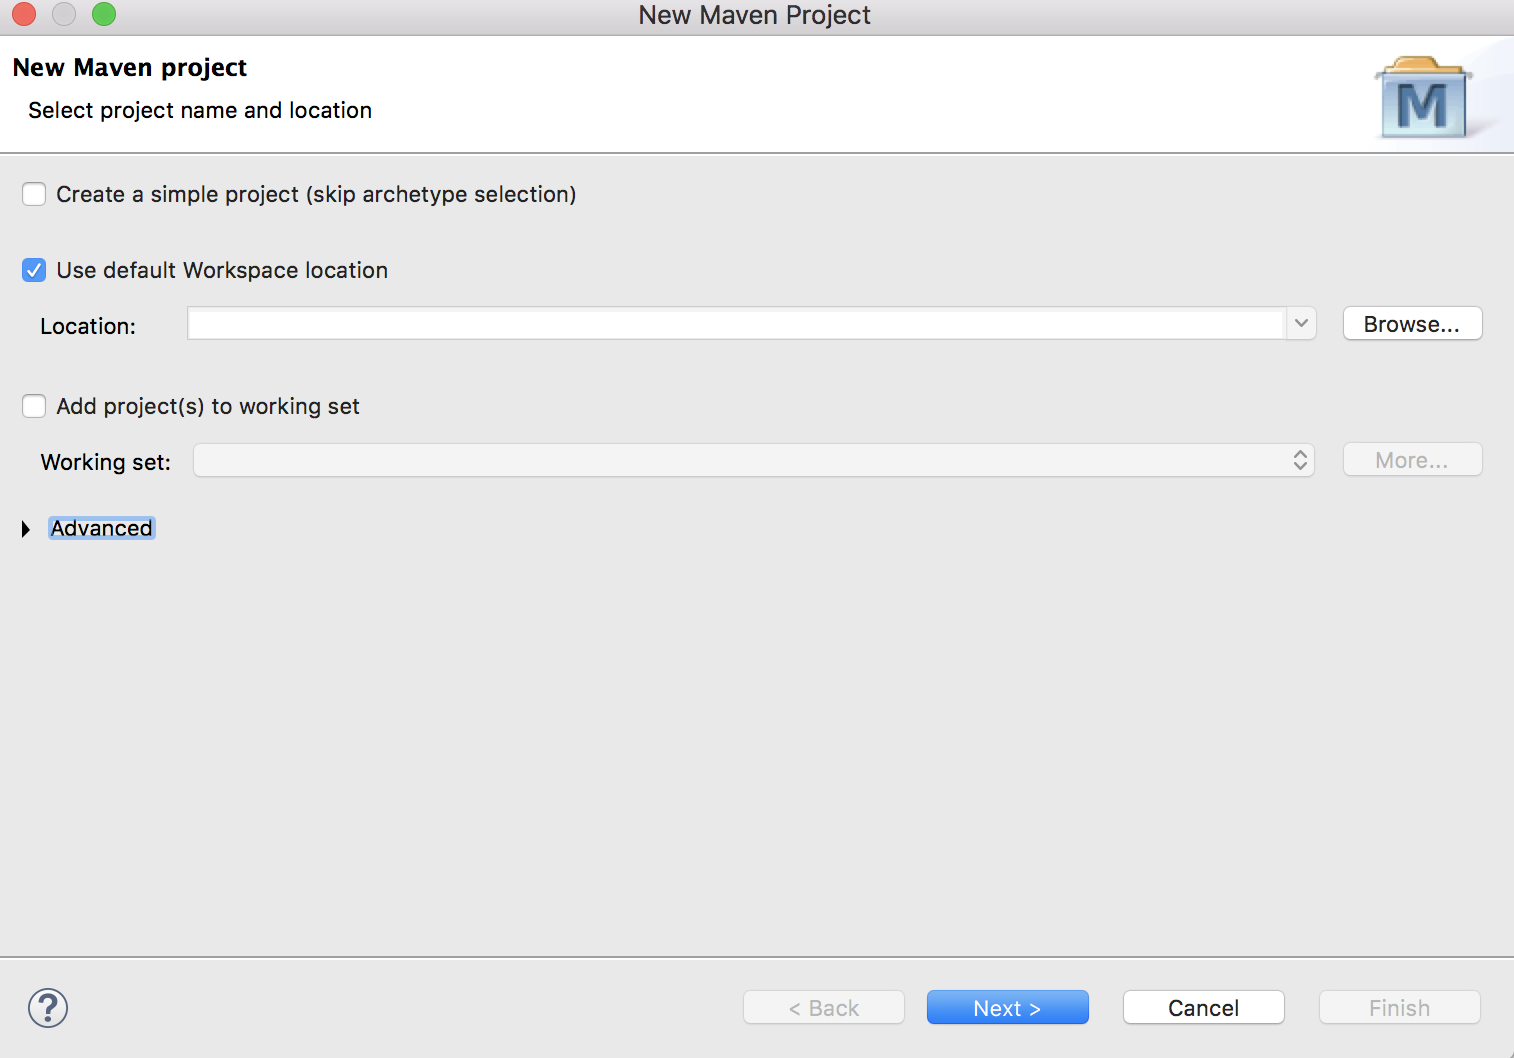 New Maven Project
New Maven project
Select project name and location
M
Create a simple project (skip archetype selection)
Use default Workspace location
Location:
Browse...
Add project(s) to working set
Working set:
More...
Advanced
?
< Back
Next >
Cancel
Finish